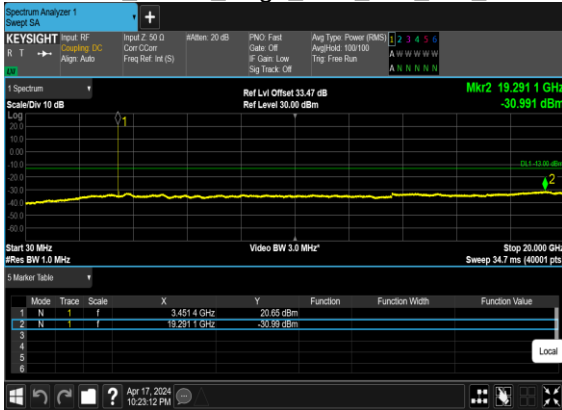 Spectrum Analyzer 1
Swept SA
+
KEYSIGHT Input: RF Input Z: 50 Ω #Atten: 20 dB PNO: Fast Avg Type: Power (RMS) 1 2 3 4 5 6
R T Coupling: DC Corr CCorr Gate: Off Avg|Hold: 100/100 A W W W W W
Align: Auto Freq Ref: Int (S) IF Gain: Low Trig: Free Run
Sig Track: Off A N N N N N
1 Spectrum Ref Lvl Offset 33.47 dB Mkr2 19.291 1 GHz
Scale/Div 10 dB Ref Level 30.00 dBm -30.991 dBm
Log
20.0
10.0
0.00
-10.0
-20.0
-30.0
-40.0
-50.0
-60.0
1
DL1 -13.00 dBm
2
Start 30 MHz Video BW 3.0 MHz* Stop 20.000 GHz
#Res BW 1.0 MHz Sweep 34.7 ms (40001 pts)
5 Marker Table
Mode Trace Scale X Y Function Function Width Function Value
1 N 1 f 3.451 4 GHz 20.65 dBm
2 N 1 f 19.291 1 GHz -30.99 dBm
3
4
5
6
Local
? Apr 17, 2024
10:23:12 PM